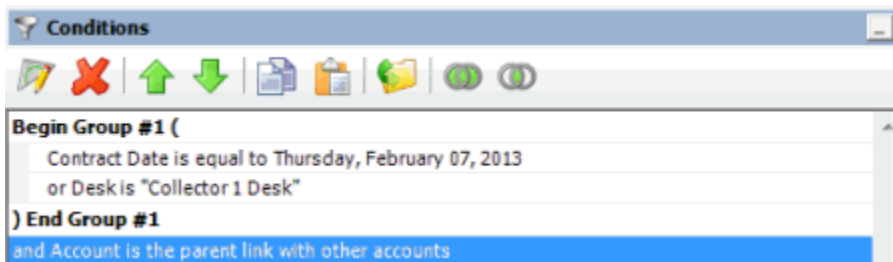 Conditions
Begin Group #1 (
Contract Date is equal to Thursday, February 07, 2013
or Desk is "Collector 1 Desk"
) End Group #1
and Account is the parent link with other accounts